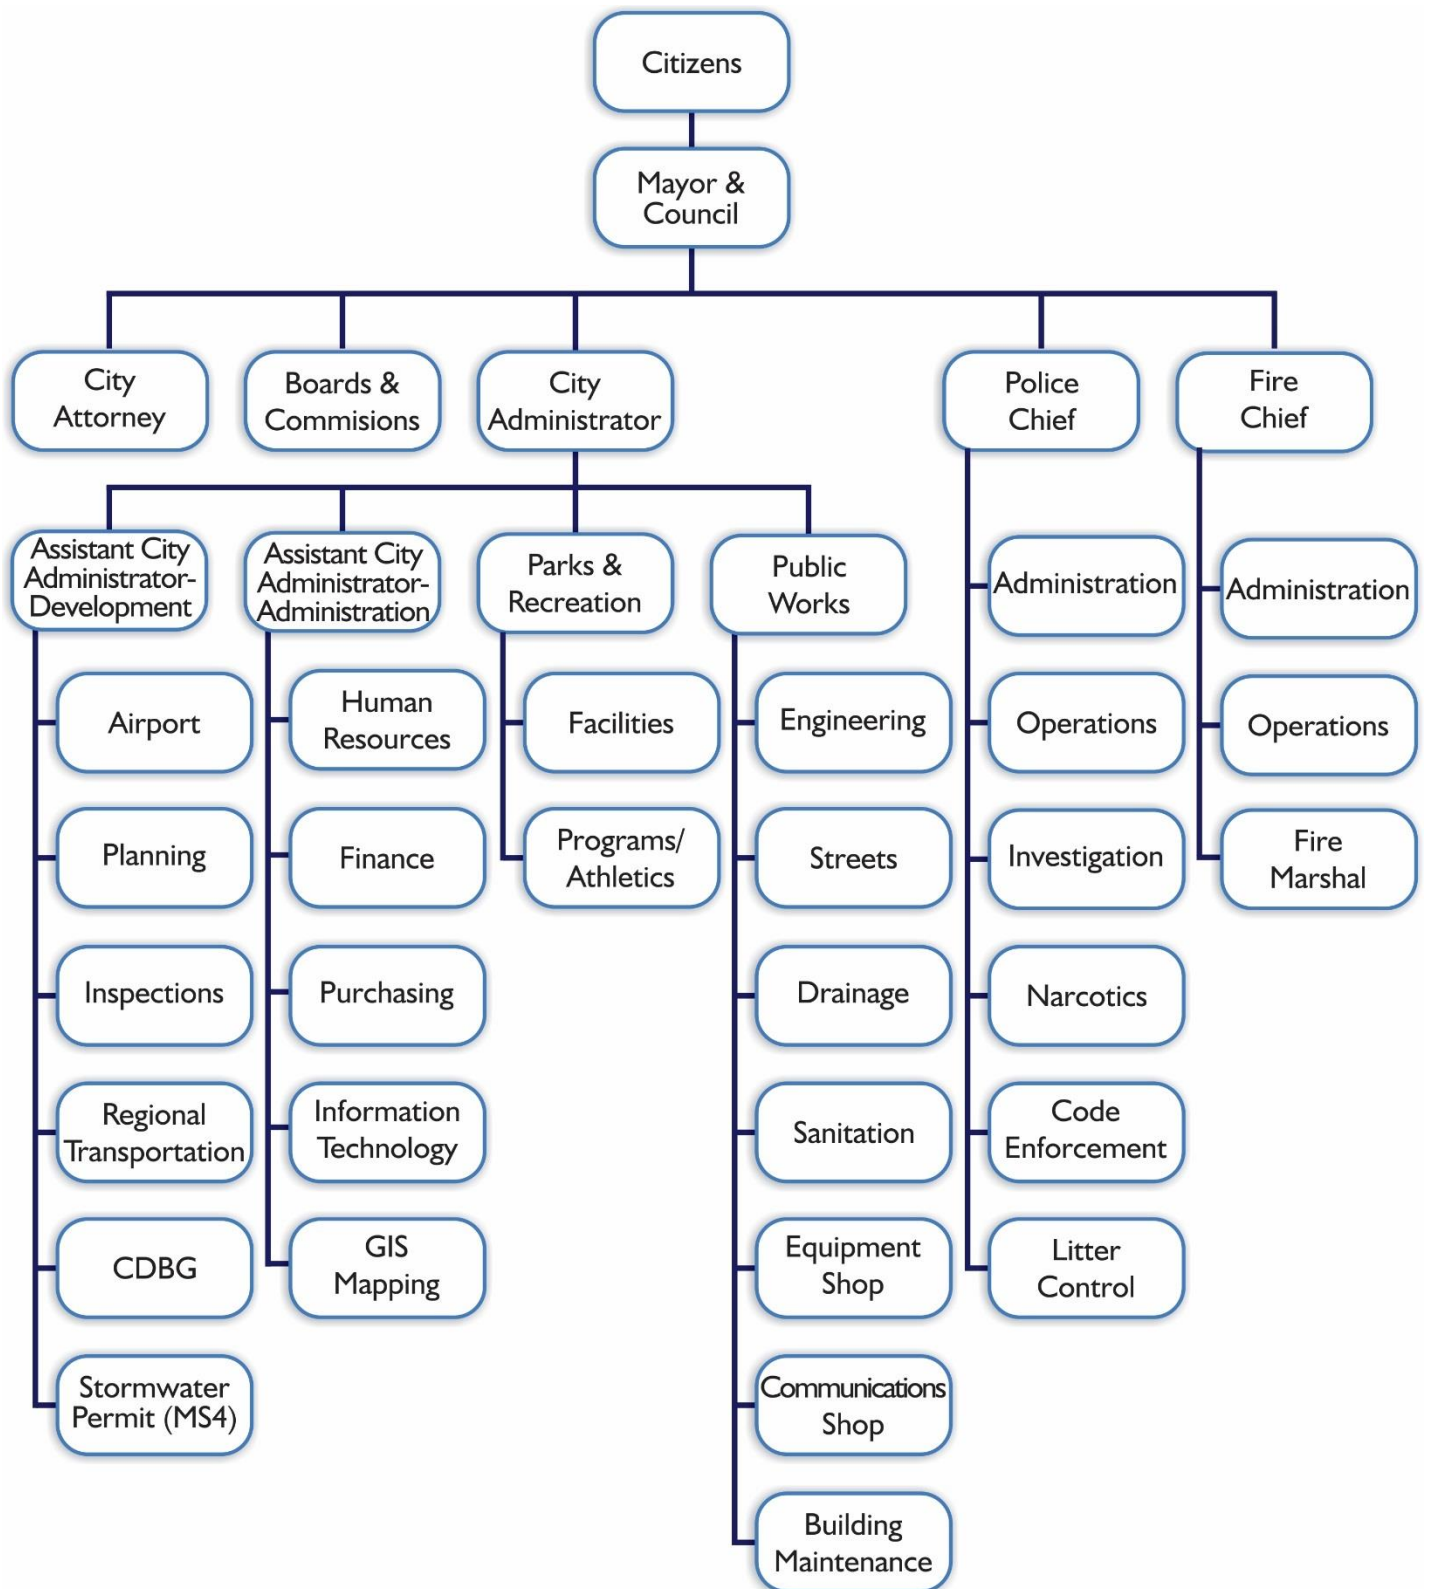 Citizens
Mayor &
Council
City
Attorney
Boards &
Commisions
City
Administrator
Police
Chief
Fire
Chief
Assistant City
Administrator-
Development
Airport
Planning
Inspections
Regional
Transportation
CDBG
Stormwater
Permit (MS4)
Assistant City
Administrator-
Administration
Human
Resources
Finance
Purchasing
Information
Technology
GIS
Mapping
Parks &
Recreation
Facilities
Programs/
Athletics
Public
Works
Engineering
Streets
Drainage
Sanitation
Equipment
Shop
Communications
Shop
Building
Maintenance
Administration
Operations
Investigation
Narcotics
Code
Enforcement
Litter
Control
Administration
Operations
Fire
Marshal